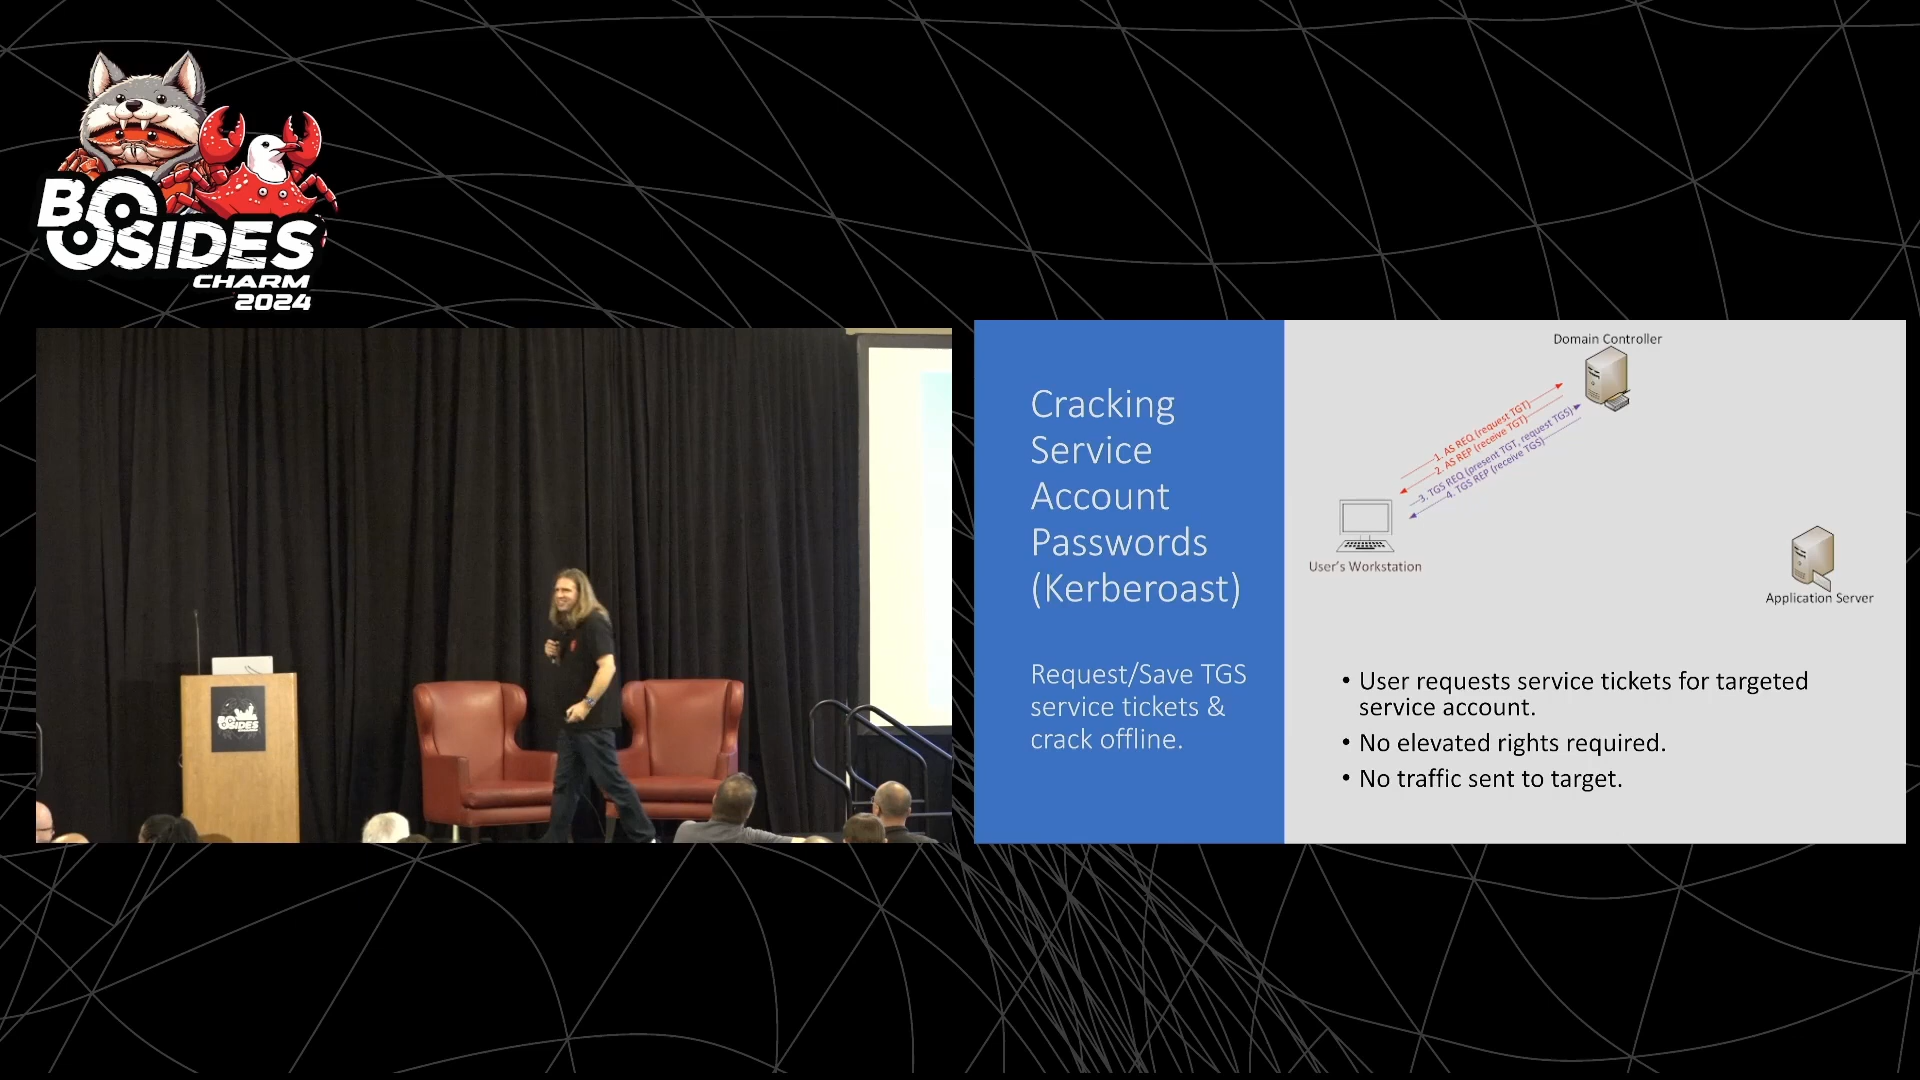 BSIDES
CHARM
2024
Cracking
Service
Account
Passwords
(Kerberoast)
Request/Save TGS
service tickets &
crack offline.
Domain Controller
1. AS REQ (request TGT)
2. AS REP (receive TGT)
3. TGS REQ (present TGT, request TGS)
4. TGS REP (receive TGS)
User's Workstation
Application Server
• User requests service tickets for targeted
service account.
• No elevated rights required.
• No traffic sent to target.
BSIDES